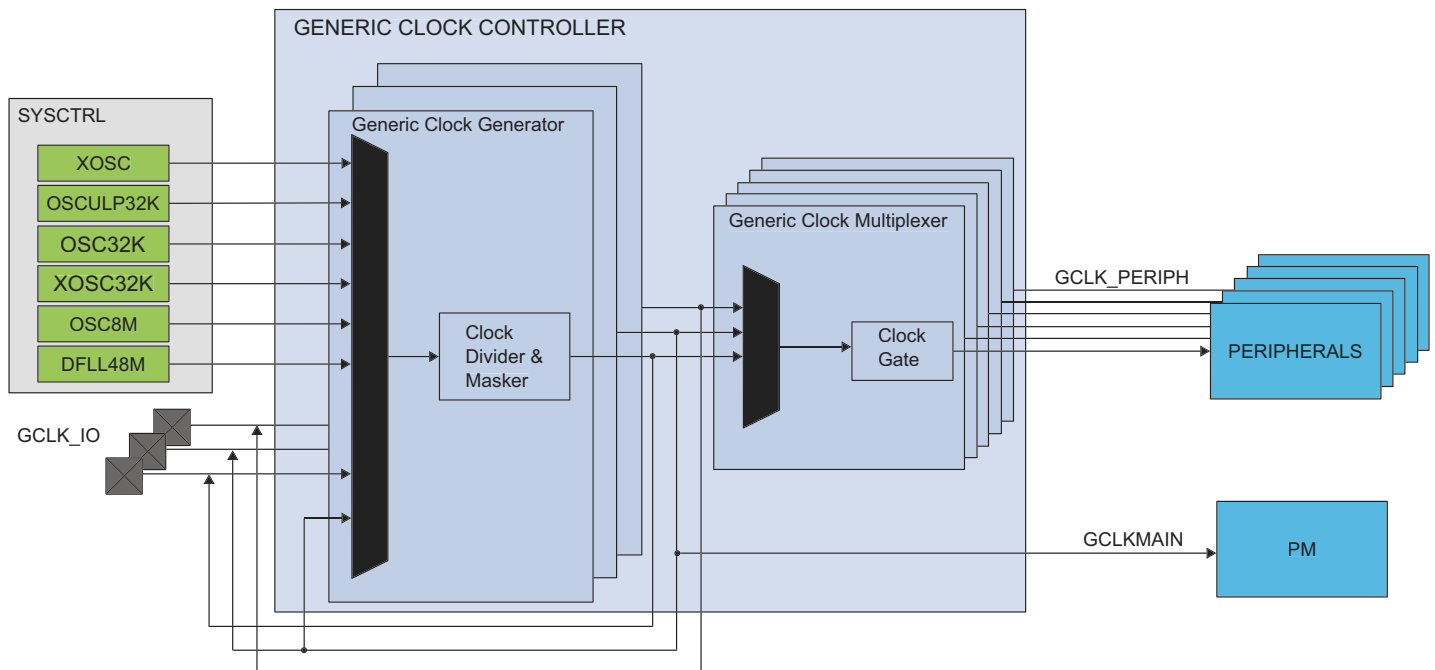 GENERIC CLOCK CONTROLLER
SYSCTRL
XOSC
OSCULP32K
OSC32K
XOSC32K
OSC8M
DFLL48M
GCLK_IO
Generic Clock Generator
Clock
Divider &
Masker
Generic Clock Multiplexer
Clock
Gate
GCLK_PERIPH
PERIPHERALS
GCLKMAIN
PM